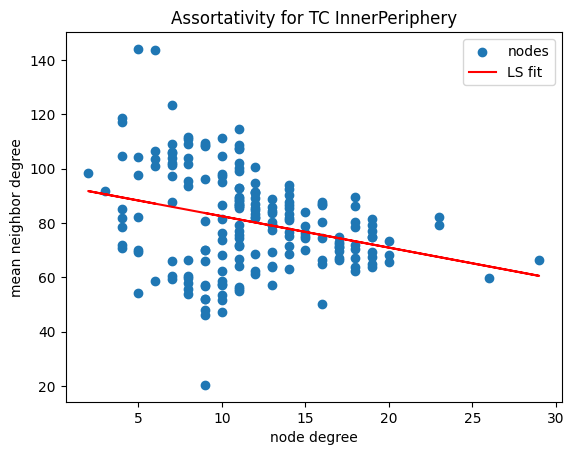 Assortativity for TC InnerPeriphery
nodes
LS fit
mean neighbor degree
140
120
100
80
60
40
20
5
10
15
20
25
30
node degree